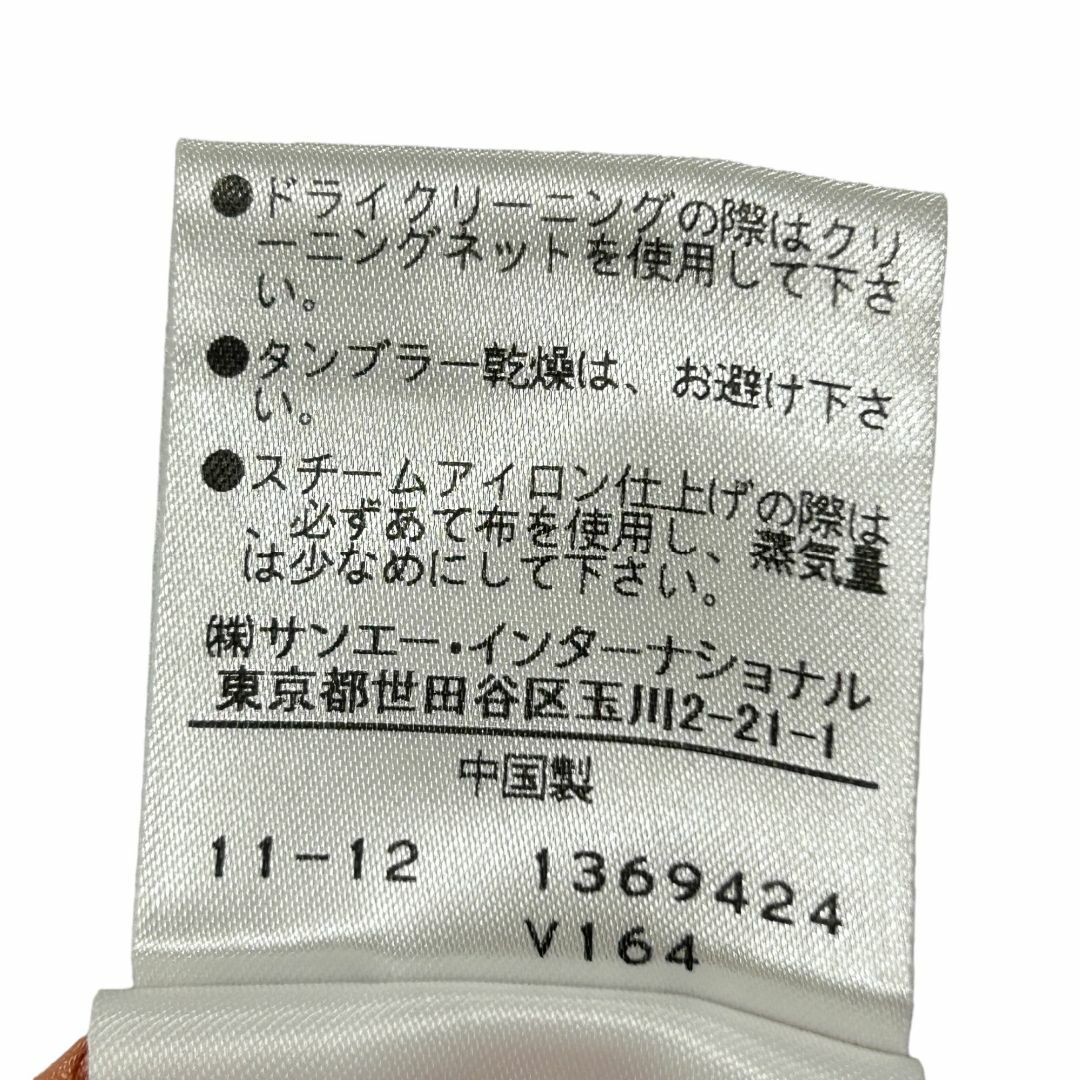 ●ドライクリーニングの際はクリ
ーニングネットを使用して下さ
い。
●タンブラー乾燥は、お避け下さ
い。
●スチームアイロン仕上げの際は
、必ずあて布を使用し、蒸気量
は少なめにして下さい。
㈱サンエー・インターナショナル
東京都世田谷区玉川2-21-1
中国製
11-12 1369424
V164